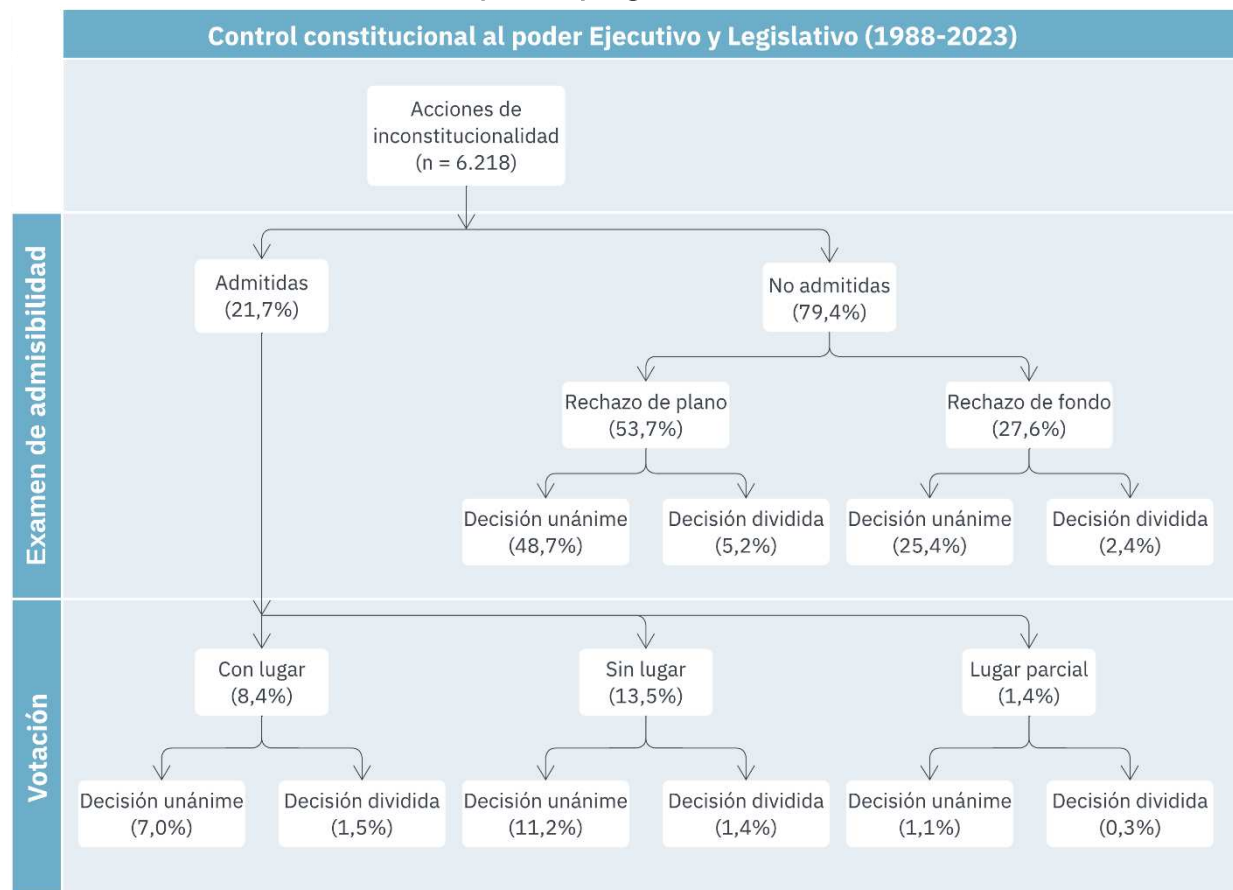 Control constitucional al poder Ejecutivo y Legislativo (1988-2023)
Acciones de
inconstitucionalidad
(n = 6.218)
Examen de admisibilidad
Admitidas
(21,7%)
No admitidas
(79,4%)
Rechazo de plano
(53,7%)
Rechazo de fondo
(27,6%)
Decisión unánime
(48,7%)
Decisión dividida
(5,2%)
Decisión unánime
(25,4%)
Decisión dividida
(2,4%)
Votación
Con lugar
(8,4%)
Sin lugar
(13,5%)
Lugar parcial
(1,4%)
Decisión unánime
(7,0%)
Decisión dividida
(1,5%)
Decisión unánime
(11,2%)
Decisión dividida
(1,4%)
Decisión unánime
(1,1%)
Decisión dividida
(0,3%)